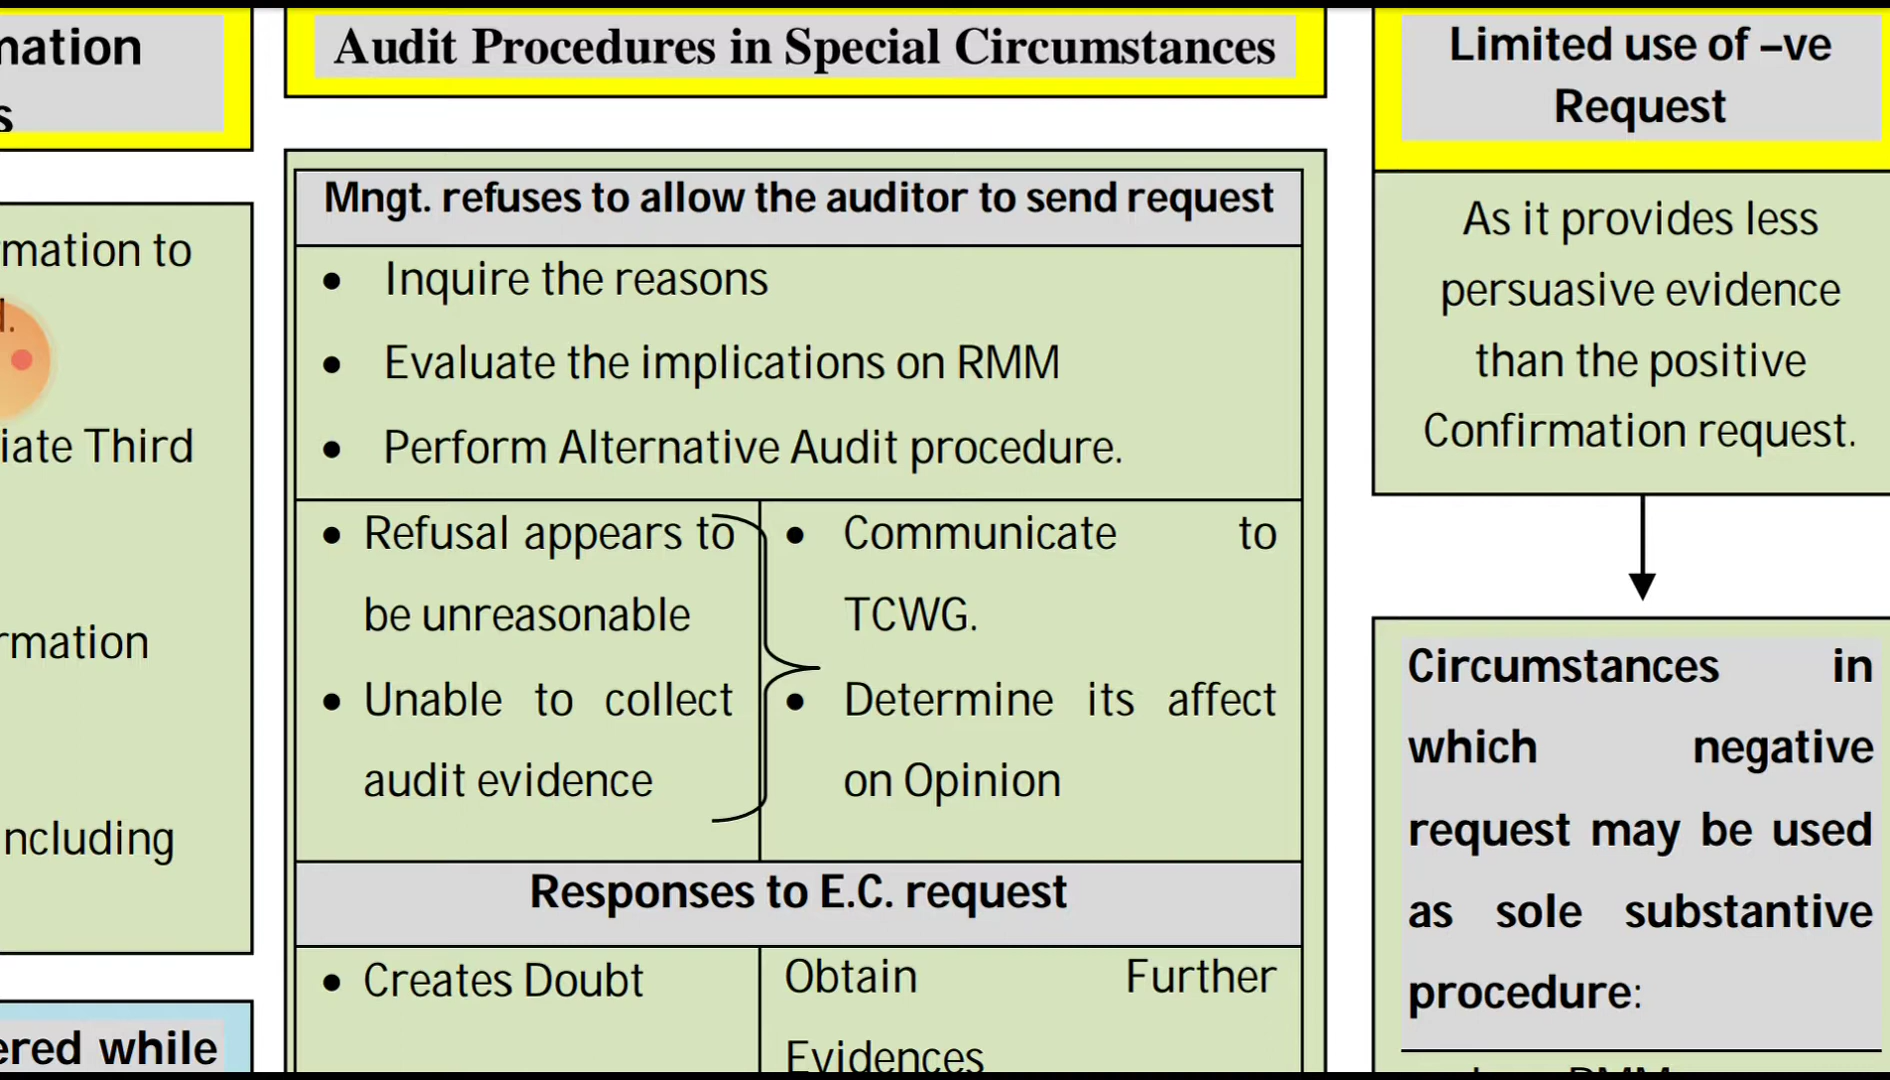 mation
s
mation to
d.
iate Third
rmation
ncluding
ered while
Audit Procedures in Special Circumstances
Mngt. refuses to allow the auditor to send request
• Inquire the reasons
• Evaluate the implications on RMM
• Perform Alternative Audit procedure.
• Refusal appears to
be unreasonable
• Unable to collect
audit evidence
• Communicate to
TCWG.
• Determine its affect
on Opinion
Responses to E.C. request
• Creates Doubt
Obtain Further
Evidences
Limited use of –ve
Request
As it provides less
persuasive evidence
than the positive
Confirmation request.
Circumstances in
which negative
request may be used
as sole substantive
procedure:
RMM